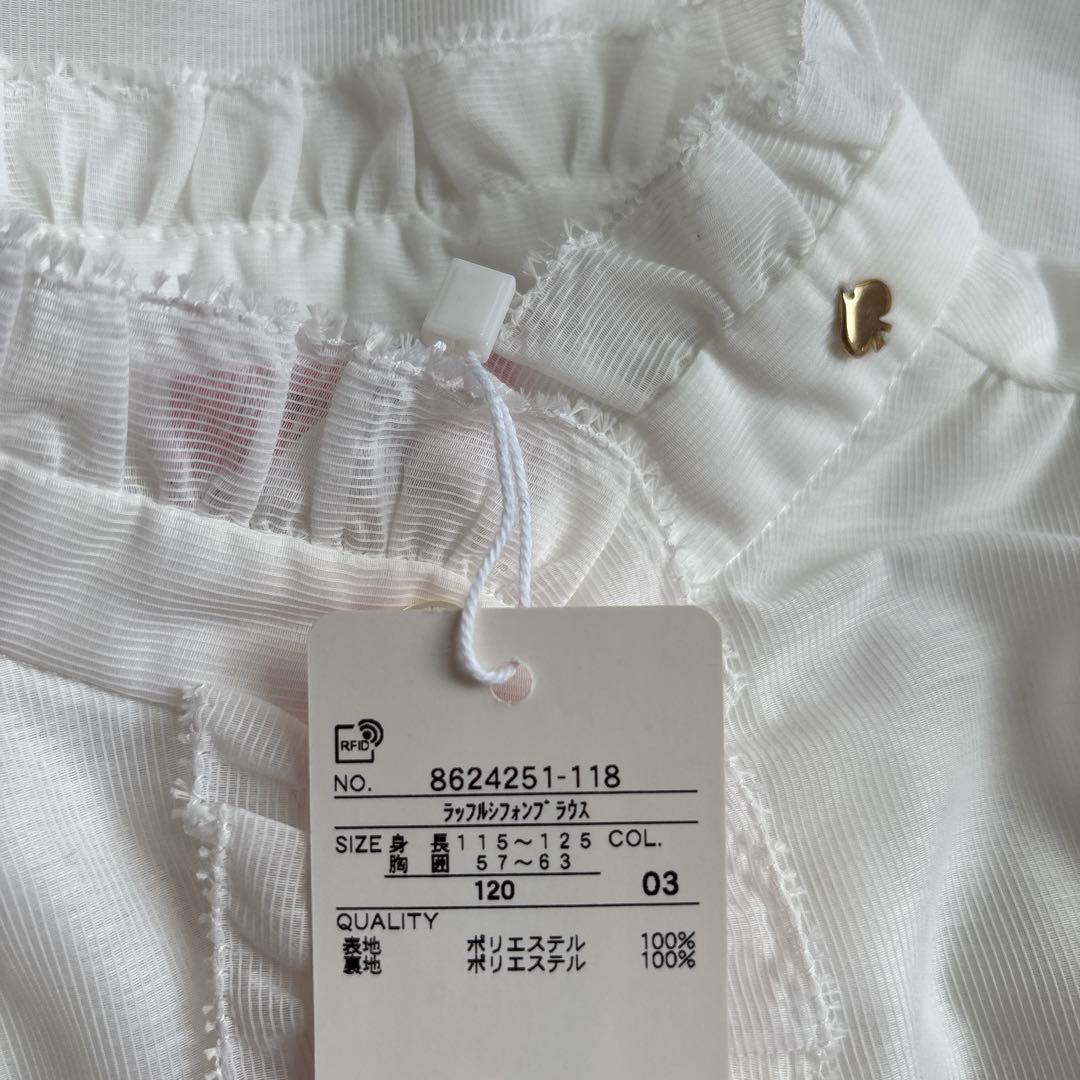 RFID
NO. 8624251-118
ラッフルシフォンブラウス
SIZE 身 長 115～125 COL.
胸 囲 57～63
120 03
QUALITY
表地 ポリエステル 100%
裏地 ポリエステル 100%